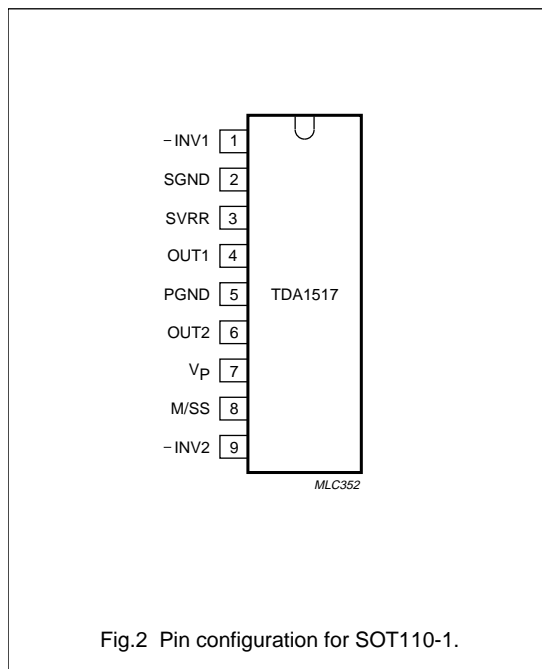 −INV1 1
SGND 2
SVRR 3
OUT1 4
PGND 5
OUT2 6
VP 7
M/SS 8
−INV2 9
TDA1517
MLC352
Fig.2 Pin configuration for SOT110-1.